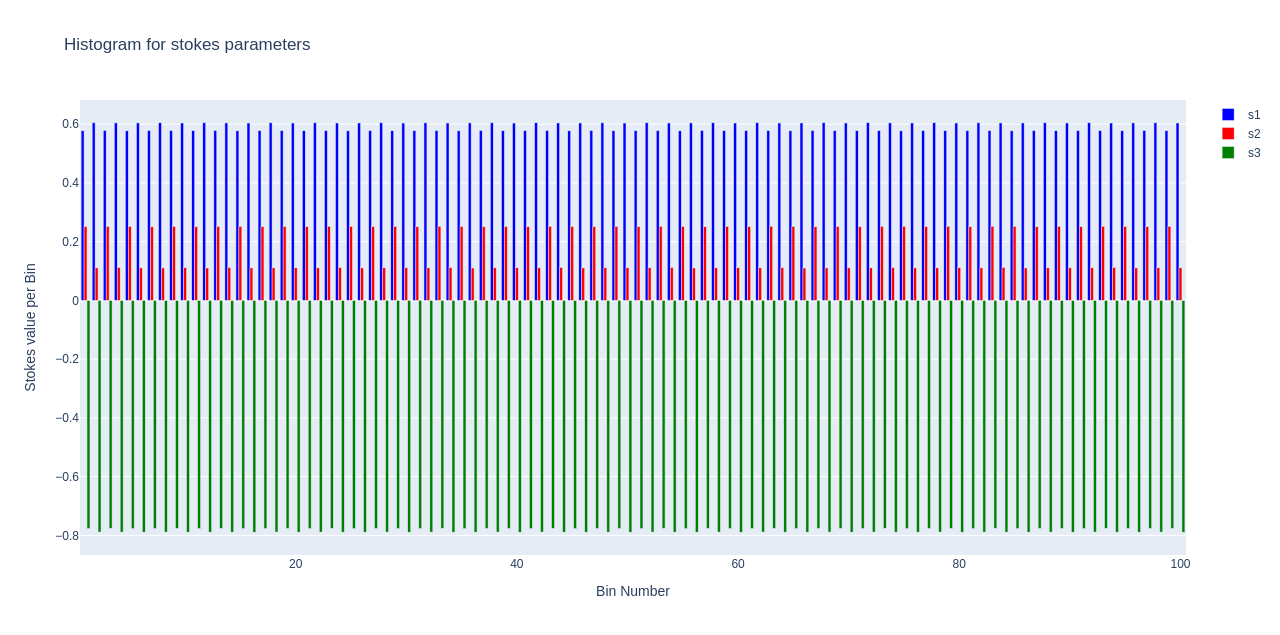 Histogram for stokes parameters
s1
s2
s3
0.6
0.4
0.2
0
−0.2
−0.4
−0.6
−0.8
Stokes value per Bin
20
40
60
80
100
Bin Number